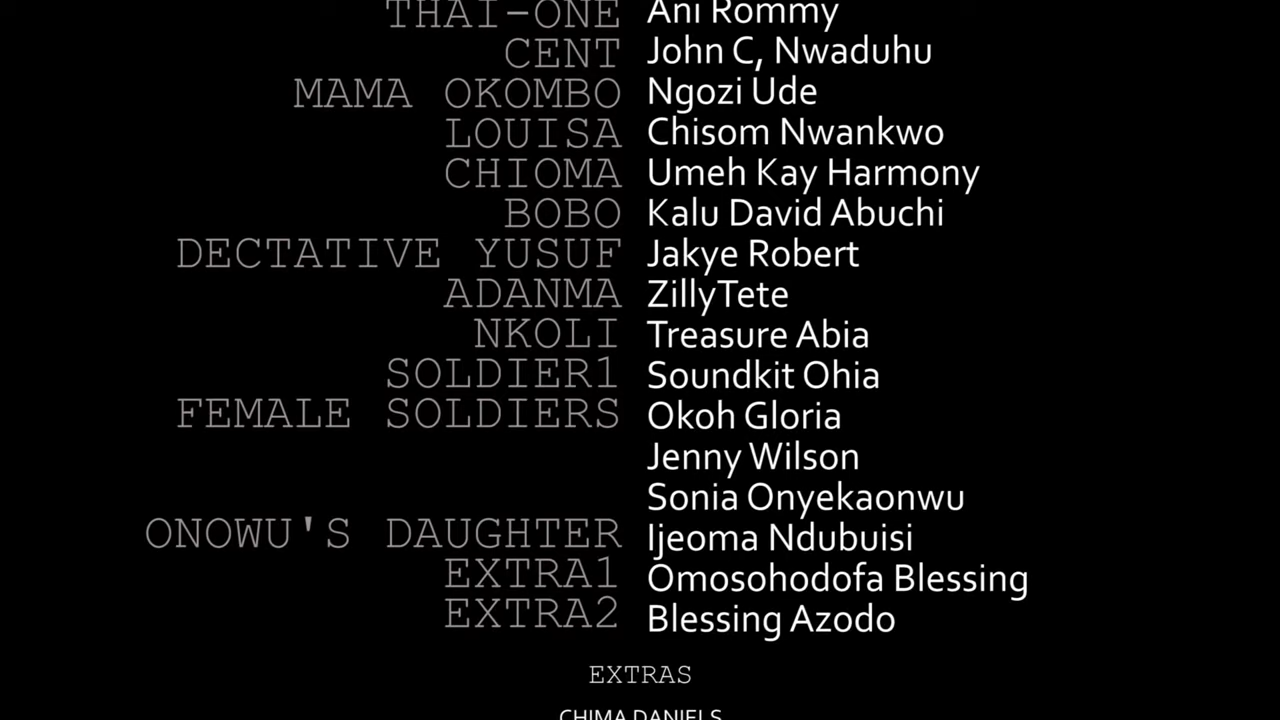 THAI-ONE Ani Rommy
CENT John C, Nwaduhu
MAMA OKOMBO Ngozi Ude
LOUISA Chisom Nwankwo
CHIOMA Umeh Kay Harmony
BOBO Kalu David Abuchi
DECTATIVE YUSUF Jakye Robert
ADANMA ZillyTete
NKOLI Treasure Abia
SOLDIER1 Soundkit Ohia
FEMALE SOLDIERS Okoh Gloria
Jenny Wilson
Sonia Onyekaonwu
ONOWU'S DAUGHTER Ijeoma Ndubuisi
EXTRA1 Omosohodofa Blessing
EXTRA2 Blessing Azodo
EXTRAS
CHIMA DANIELS